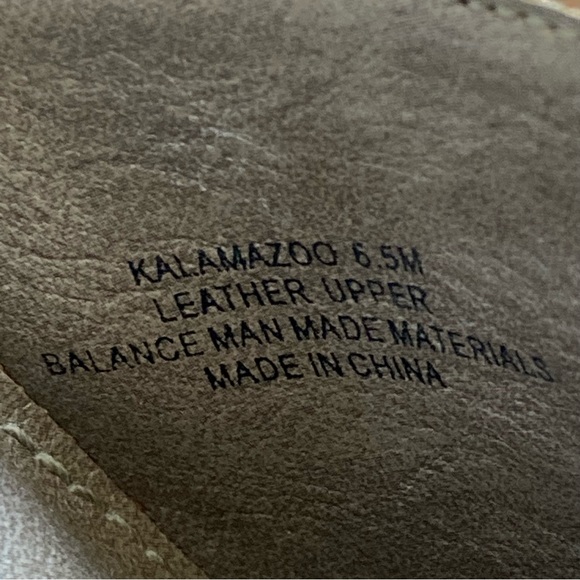 KALAMAZOO 6.5M
LEATHER UPPER
BALANCE MAN MADE MATERIALS
MADE IN CHINA